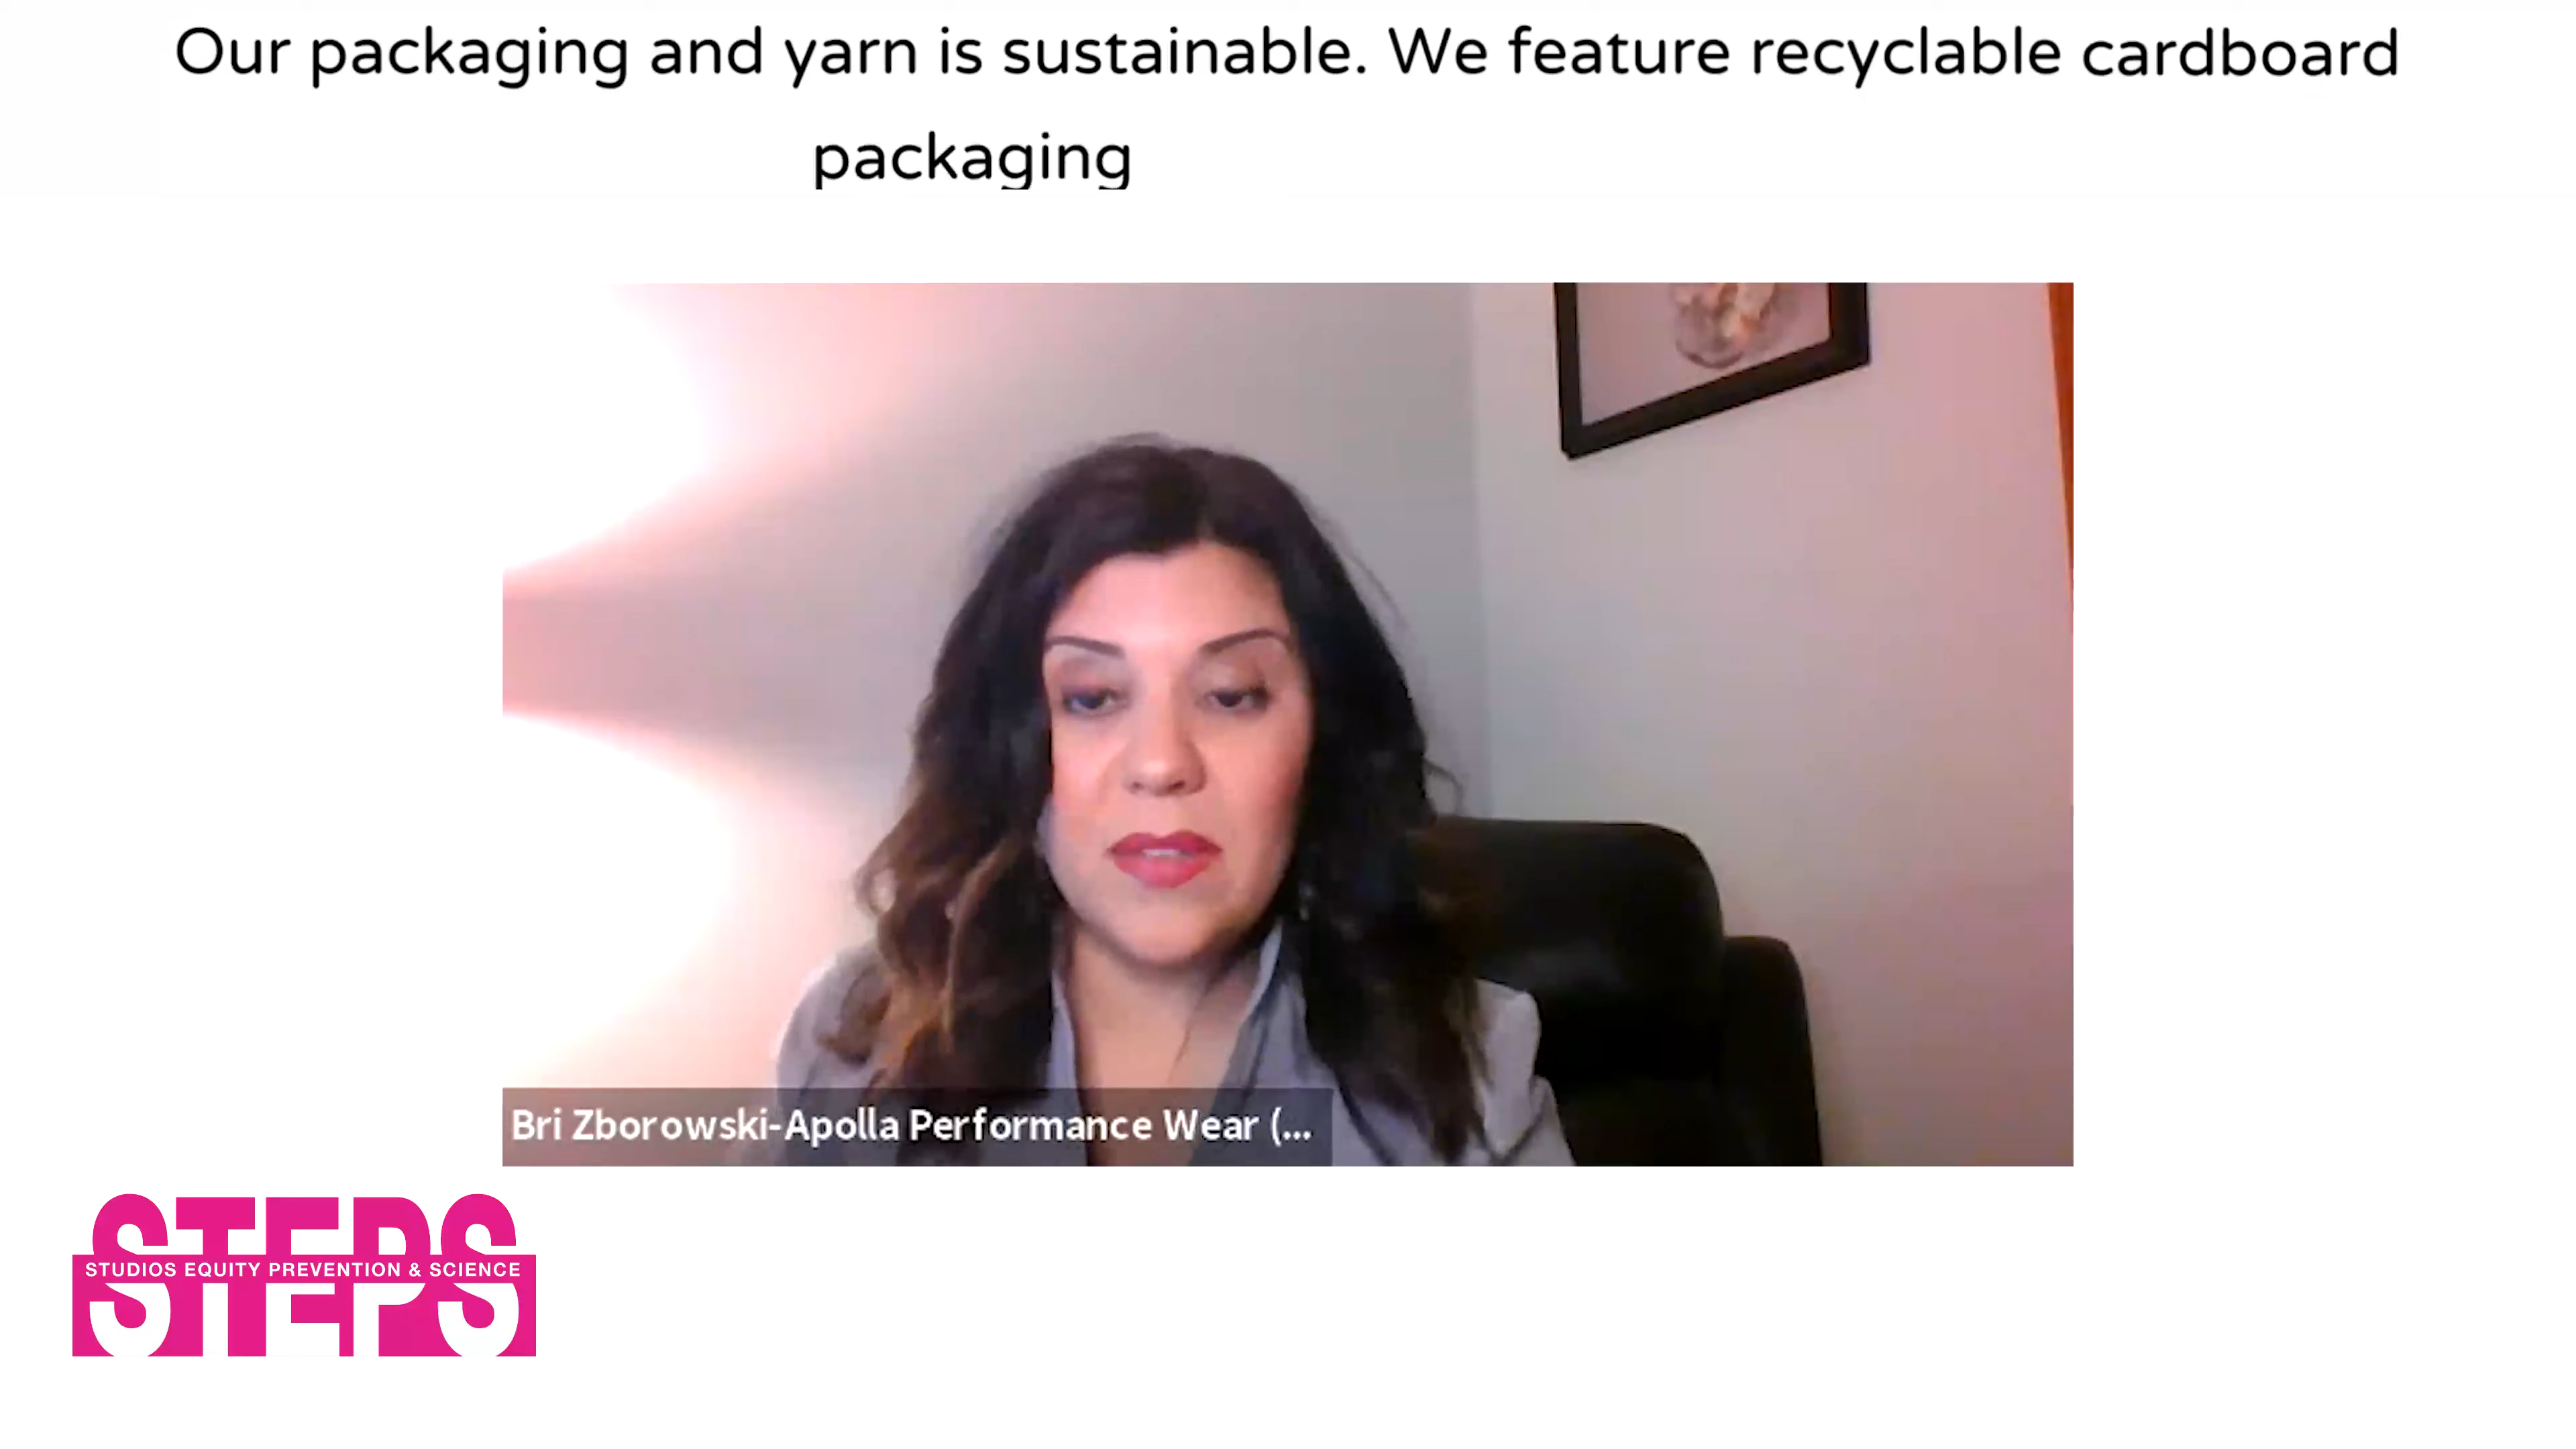 Our packaging and yarn is sustainable. We feature recyclable cardboard
packaging
Bri Zborowski-Apolla Performance Wear (...
STEPS
STUDIOS EQUITY PREVENTION & SCIENCE